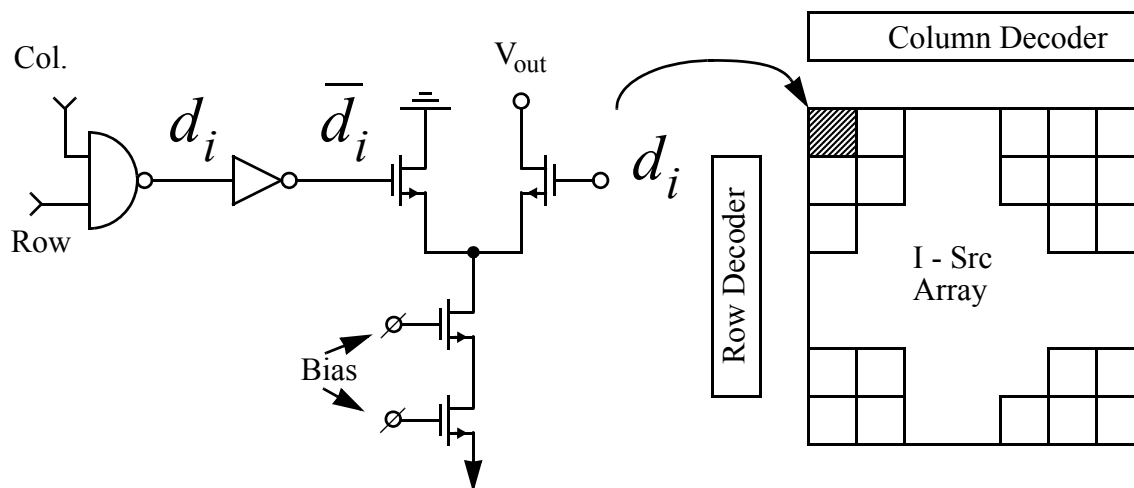 Col.
Row
d_i
d̅_i
V_out
d_i
Bias
Column Decoder
Row Decoder
I - Src
Array